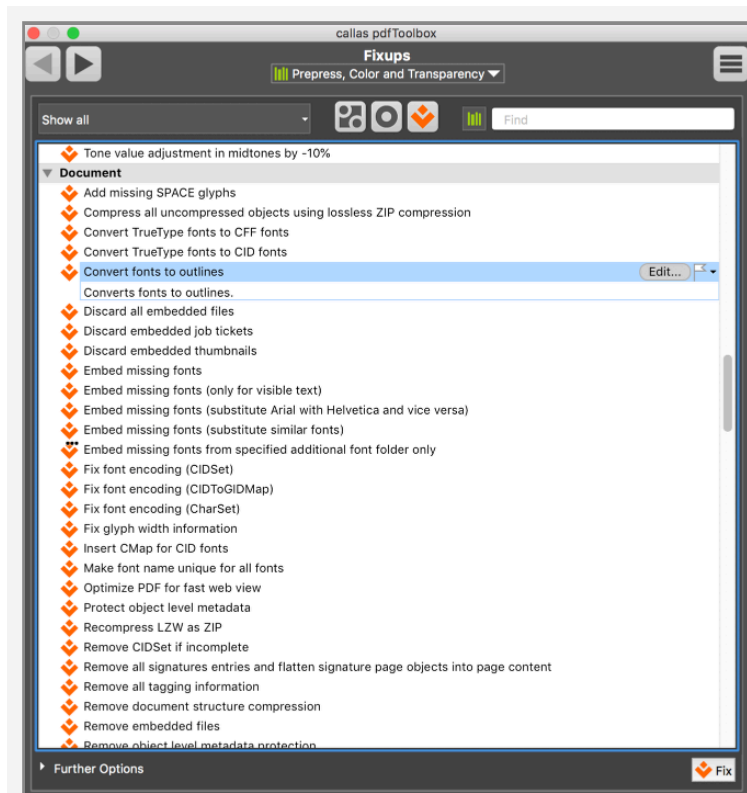 callas pdfToolbox
Fixups
Prepress, Color and Transparency
Show all
Find
Tone value adjustment in midtones by -10%
Document
Add missing SPACE glyphs
Compress all uncompressed objects using lossless ZIP compression
Convert TrueType fonts to CFF fonts
Convert TrueType fonts to CID fonts
Convert fonts to outlines Edit...
Converts fonts to outlines.
Discard all embedded files
Discard embedded job tickets
Discard embedded thumbnails
Embed missing fonts
Embed missing fonts (only for visible text)
Embed missing fonts (substitute Arial with Helvetica and vice versa)
Embed missing fonts (substitute similar fonts)
Embed missing fonts from specified additional font folder only
Fix font encoding (CIDSet)
Fix font encoding (CIDToGIDMap)
Fix font encoding (CharSet)
Fix glyph width information
Insert CMap for CID fonts
Make font name unique for all fonts
Optimize PDF for fast web view
Protect object level metadata
Recompress LZW as ZIP
Remove CIDSet if incomplete
Remove all signatures entries and flatten signature page objects into page content
Remove all tagging information
Remove document structure compression
Remove embedded files
Remove object level metadata protection
Further Options
Fix